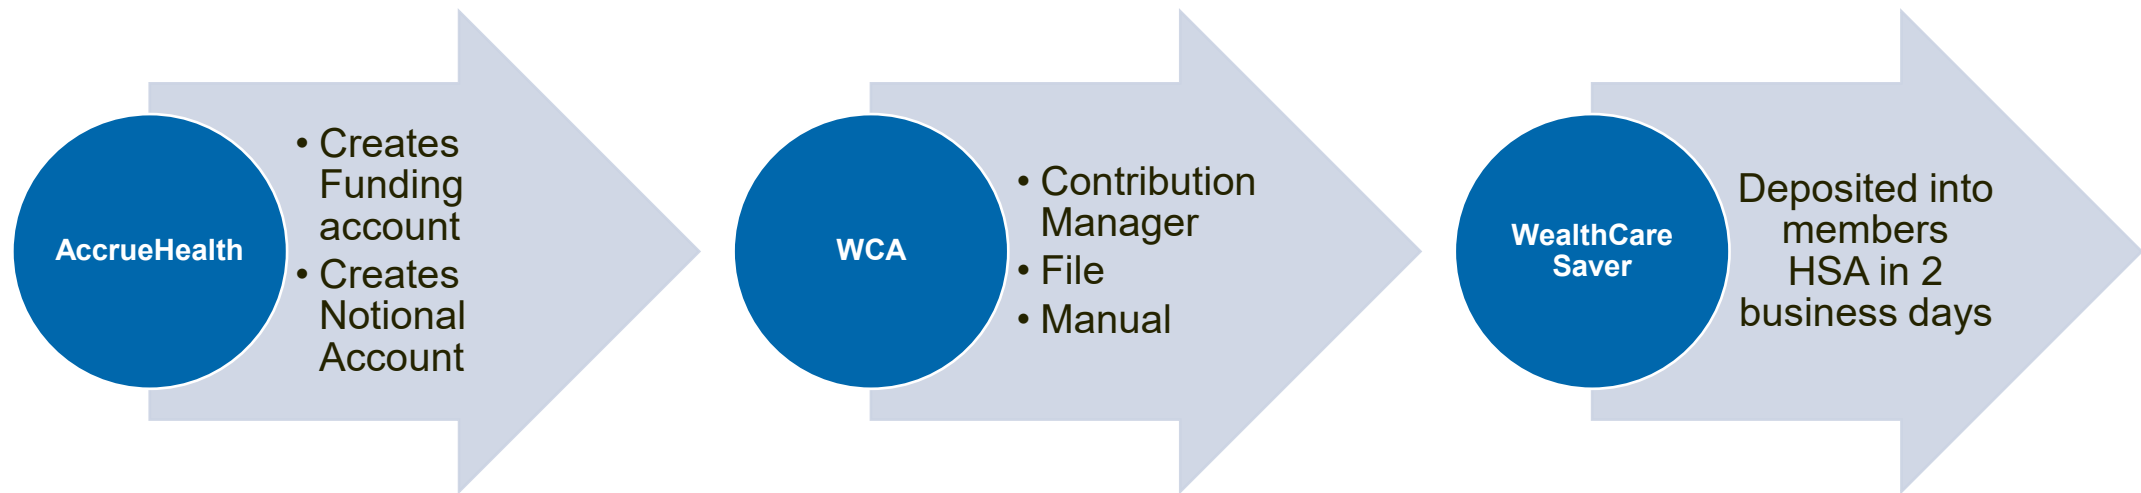 AccrueHealth
• Creates
Funding
account
• Creates
Notional
Account
WCA
• Contribution
Manager
• File
• Manual
WealthCare
Saver
Deposited into
members
HSA in 2
business days